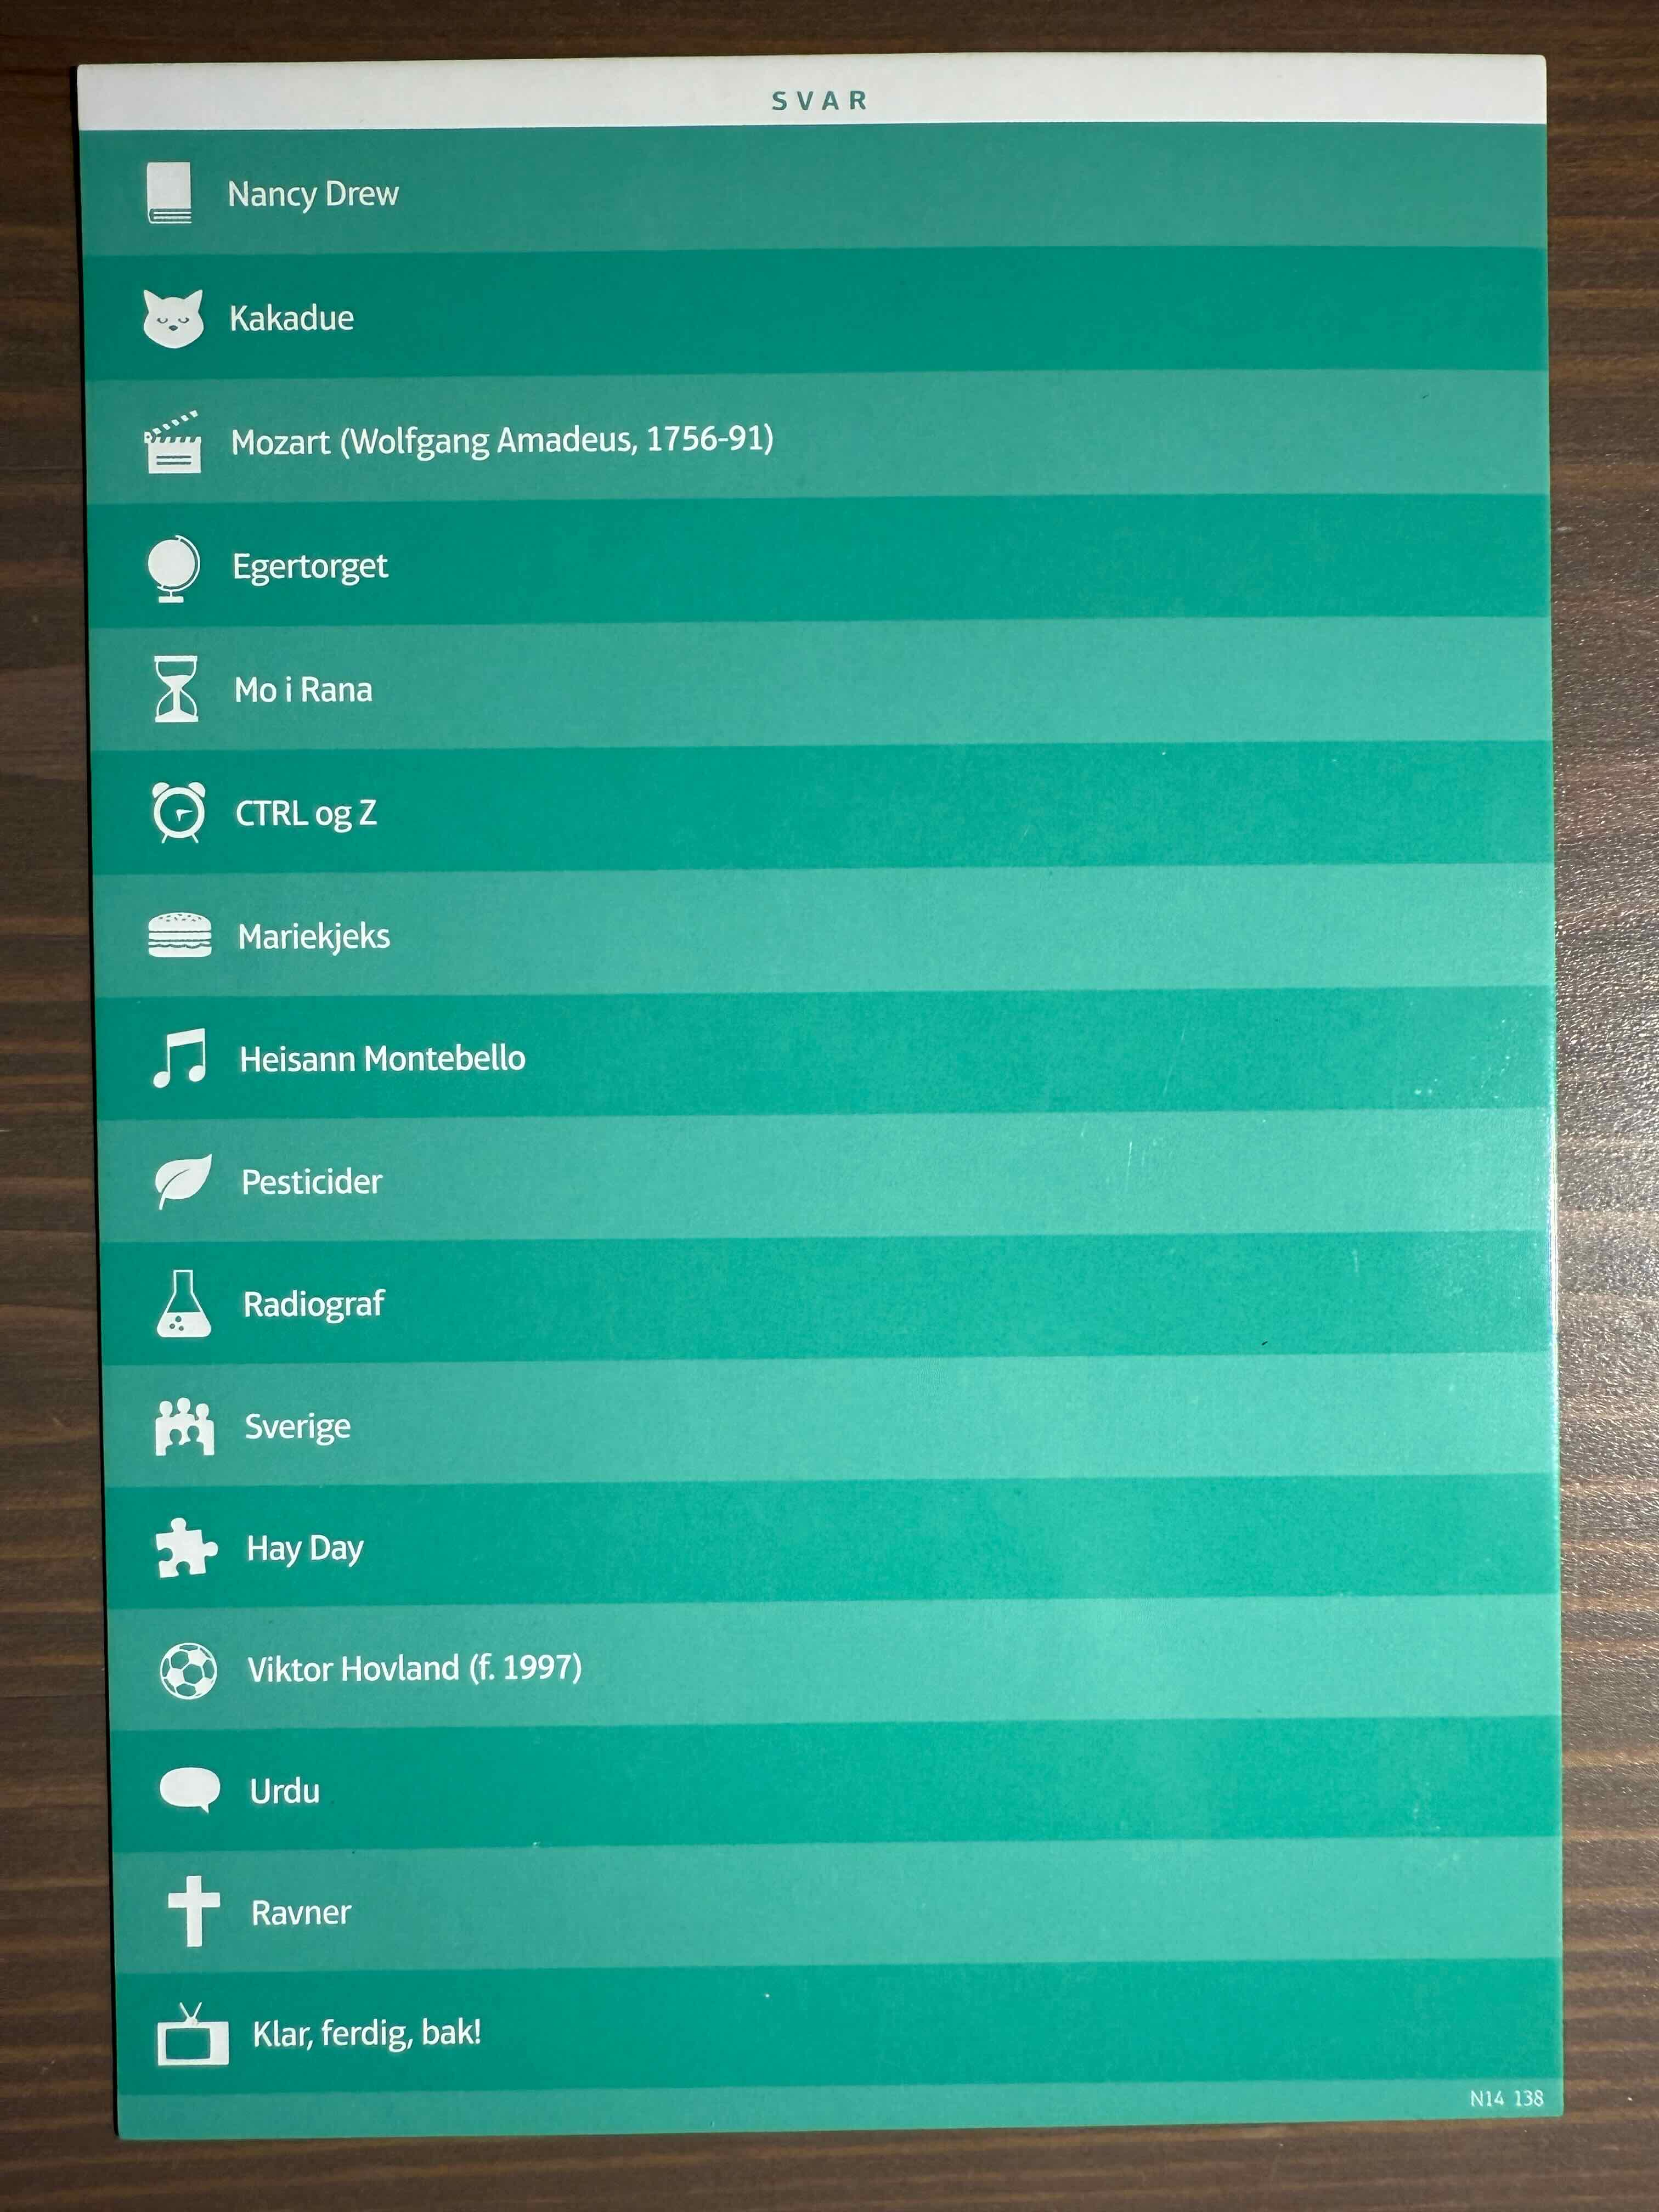 SVAR
Nancy Drew
Kakadue
Mozart (Wolfgang Amadeus, 1756-91)
Egertorget
Mo i Rana
CTRL og Z
Mariekjeks
Heisann Montebello
Pesticider
Radiograf
Sverige
Hay Day
Viktor Hovland (f. 1997)
Urdu
Ravner
Klar, ferdig, bak!
N14 138